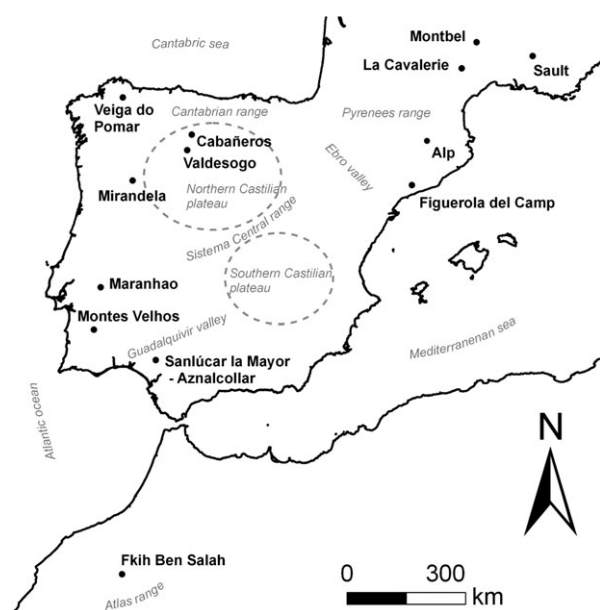 Cantabric sea
Montbel
La Cavalerie
Sault
Veiga do
Pomar
Cantabrian range
Pyrenees range
Cabañeros
Valdesogo
Alp
Ebro valley
Mirandela
Northern Castilian
plateau
Figuerola del Camp
Sistema Central range
Southern Castilian
plateau
Maranhao
Montes Velhos
Guadalquivir valley
Mediterranenan sea
Sanlúcar la Mayor
- Aznalcollar
Atlantic ocean
N
Fkih Ben Salah
Atlas range
0 300
km